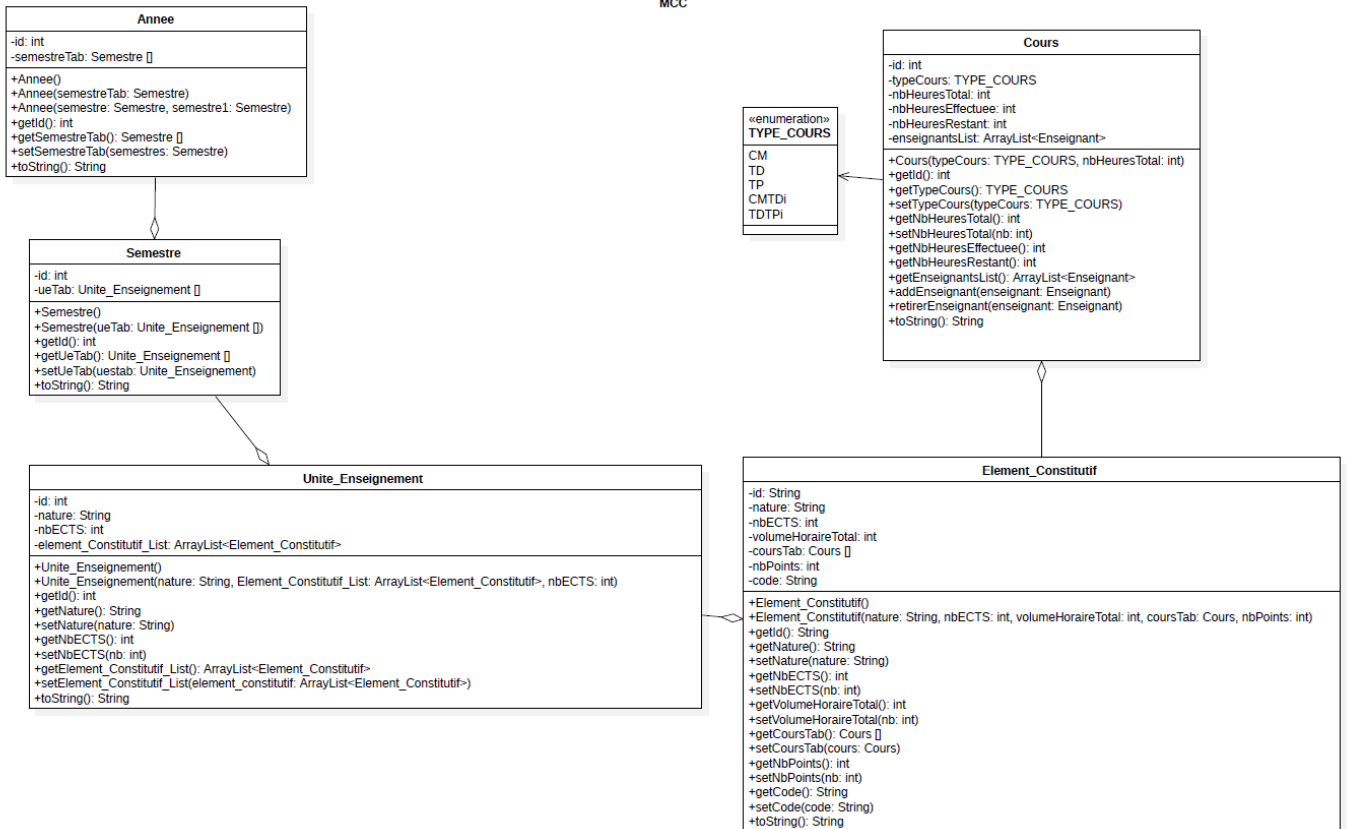 MCC
Annee
-id: int
-semestreTab: Semestre []
+Annee()
+Annee(semestreTab: Semestre)
+Annee(semestre: Semestre, semestre1: Semestre)
+getId(): int
+getSemestreTab(): Semestre []
+setSemestreTab(semestres: Semestre)
+toString(): String
Semestre
-id: int
-ueTab: Unite_Enseignement []
+Semestre()
+Semestre(ueTab: Unite_Enseignement [])
+getId(): int
+getUeTab(): Unite_Enseignement []
+setUeTab(uestab: Unite_Enseignement)
+toString(): String
Unite_Enseignement
-id: int
-nature: String
-nbECTS: int
-element_Constitutif_List: ArrayList<Element_Constitutif>
+Unite_Enseignement()
+Unite_Enseignement(nature: String, Element_Constitutif_List: ArrayList<Element_Constitutif>, nbECTS: int)
+getId(): int
+getNature(): String
+setNature(nature: String)
+getNbECTS(): int
+setNbECTS(nb: int)
+getElement_Constitutif_List(): ArrayList<Element_Constitutif>
+setElement_Constitutif_List(element_constitutif: ArrayList<Element_Constitutif>)
+toString(): String
«enumeration»
TYPE_COURS
CM
TD
TP
CMTDi
TDTPi
Cours
-id: int
-typeCours: TYPE_COURS
-nbHeuresTotal: int
-nbHeuresEffectuee: int
-nbHeuresRestant: int
-enseignantsList: ArrayList<Enseignant>
+Cours(typeCours: TYPE_COURS, nbHeuresTotal: int)
+getId(): int
+getTypeCours(): TYPE_COURS
+setTypeCours(typeCours: TYPE_COURS)
+getNbHeuresTotal(): int
+setNbHeuresTotal(nb: int)
+getNbHeuresEffectuee(): int
+getNbHeuresRestant(): int
+getEnseignantsList(): ArrayList<Enseignant>
+addEnseignant(enseignant: Enseignant)
+retirerEnseignant(enseignant: Enseignant)
+toString(): String
Element_Constitutif
-id: String
-nature: String
-nbECTS: int
-volumeHoraireTotal: int
-coursTab: Cours []
-nbPoints: int
-code: String
+Element_Constitutif()
+Element_Constitutif(nature: String, nbECTS: int, volumeHoraireTotal: int, coursTab: Cours, nbPoints: int)
+getId(): String
+getNature(): String
+setNature(nature: String)
+getNbECTS(): int
+setNbECTS(nb: int)
+getVolumeHoraireTotal(): int
+setVolumeHoraireTotal(nb: int)
+getCoursTab(): Cours []
+setCoursTab(cours: Cours)
+getNbPoints(): int
+setNbPoints(nb: int)
+getCode(): String
+setCode(code: String)
+toString(): String